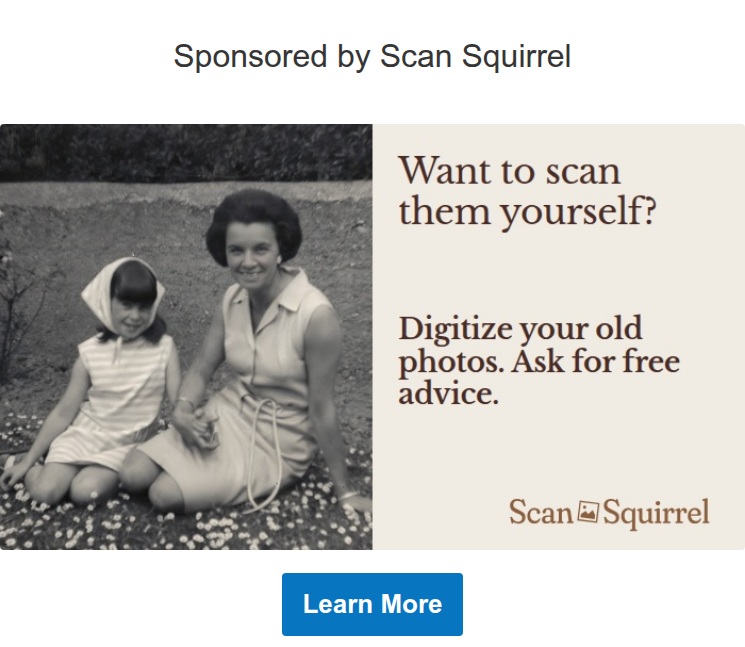 Sponsored by Scan Squirrel
Want to scan
them yourself?
Digitize your old
photos. Ask for free
advice.
Scan Squirrel
Learn More